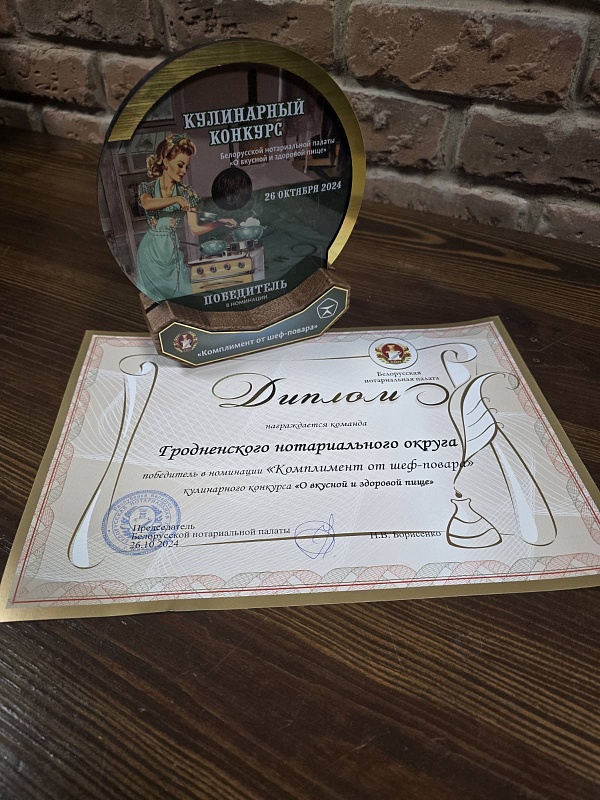 КУЛИНАРНЫЙ
КОНКУРС
Белорусской нотариальной палаты
«О вкусной и здоровой пище»
26 ОКТЯБРЯ 2024
ПОБЕДИТЕЛЬ
В НОМИНАЦИИ
«Комплимент от шеф-повара»
Белорусская
нотариальная палата
Диплом
награждается команда
Гродненского нотариального округа
победитель в номинации «Комплимент от шеф-повара»
кулинарного конкурса «О вкусной и здоровой пище»
Председатель
Белорусской нотариальной палаты
Н.В. Борисенко
26.10.2024